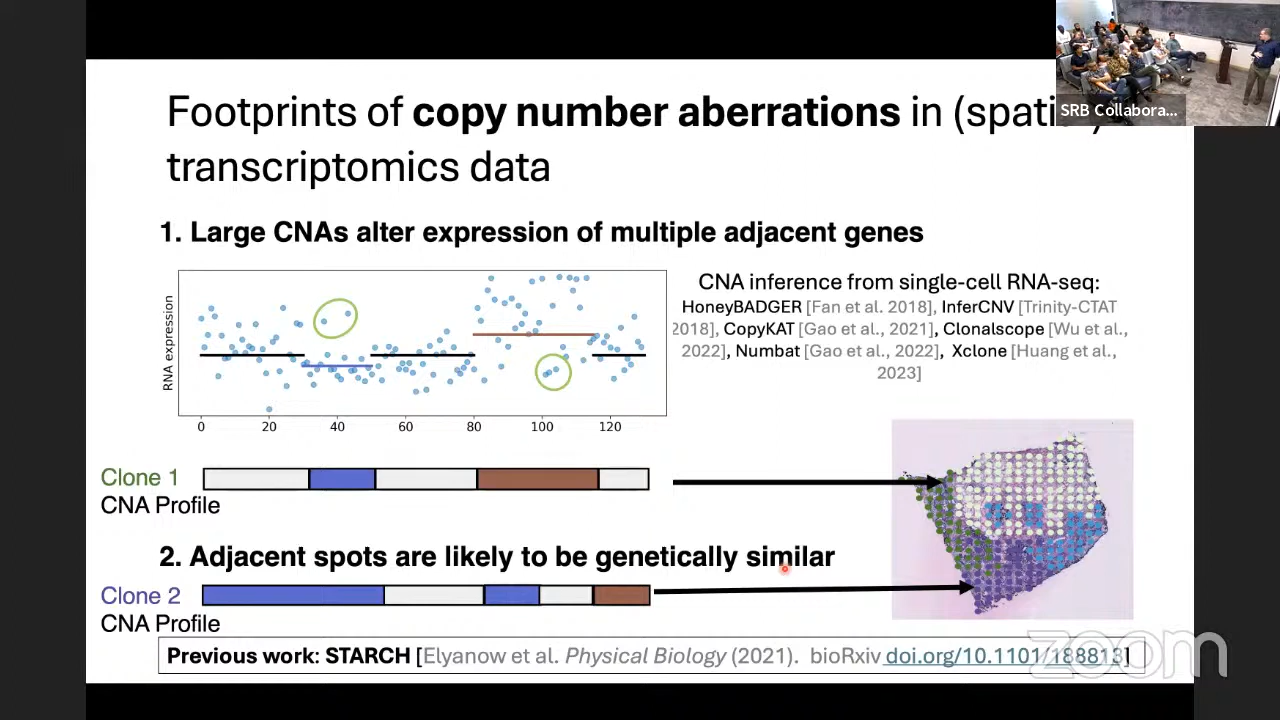 Footprints of copy number aberrations in (spati
transcriptomics data
SRB Collabora...
1. Large CNAs alter expression of multiple adjacent genes
RNA expression
0 20 40 60 80 100 120
CNA inference from single-cell RNA-seq:
HoneyBADGER [Fan et al. 2018], InferCNV [Trinity-CTAT
2018], CopyKAT [Gao et al., 2021], Clonalscope [Wu et al.,
2022], Numbat [Gao et al., 2022], Xclone [Huang et al.,
2023]
Clone 1
CNA Profile
2. Adjacent spots are likely to be genetically similar
Clone 2
CNA Profile
Previous work: STARCH [Elyanow et al. Physical Biology (2021). bioRxiv doi.org/10.1101/188813]
zoom